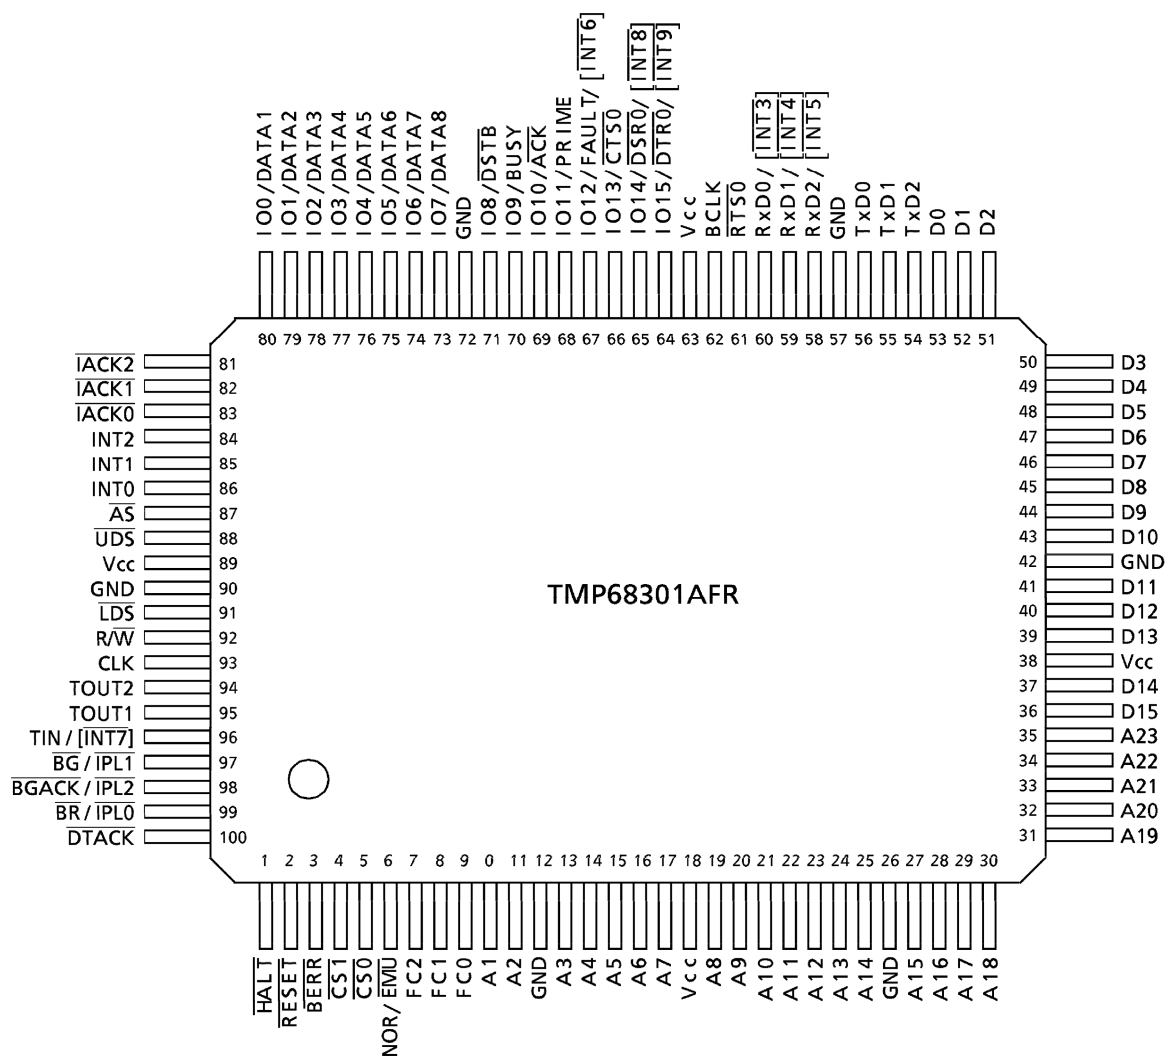 IO0/DATA1
IO1/DATA2
IO2/DATA3
IO3/DATA4
IO4/DATA5
IO5/DATA6
IO6/DATA7
IO7/DATA8
GND
IO8/DSTB
IO9/BUSY
IO10/ACK
IO11/PRIME
IO12/FAULT/[INT6]
IO13/CTS0
IO14/DSR0/[INT8]
IO15/DTR0/[INT9]
Vcc
BCLK
RTS0
RxD0/[INT3]
RxD1/[INT4]
RxD2/[INT5]
GND
TxD0
TxD1
TxD2
D0
D1
D2
80 79 78 77 76 75 74 73 72 71 70 69 68 67 66 65 64 63 62 61 60 59 58 57 56 55 54 53 52 51
IACK2 81
IACK1 82
IACK0 83
INT2 84
INT1 85
INT0 86
AS 87
UDS 88
Vcc 89
GND 90
LDS 91
R/W 92
CLK 93
TOUT2 94
TOUT1 95
TIN / [INT7] 96
BG / IPL1 97
BGACK / IPL2 98
BR / IPL0 99
DTACK 100
TMP68301AFR
50 D3
49 D4
48 D5
47 D6
46 D7
45 D8
44 D9
43 D10
42 GND
41 D11
40 D12
39 D13
38 Vcc
37 D14
36 D15
35 A23
34 A22
33 A21
32 A20
31 A19
1 2 3 4 5 6 7 8 9 0 11 12 13 14 15 16 17 18 19 20 21 22 23 24 25 26 27 28 29 30
HALT
RESET
BERR
CS1
CS0
NOR/EMU
FC2
FC1
FC0
A1
A2
GND
A3
A4
A5
A6
A7
Vcc
A8
A9
A10
A11
A12
A13
A14
GND
A15
A16
A17
A18